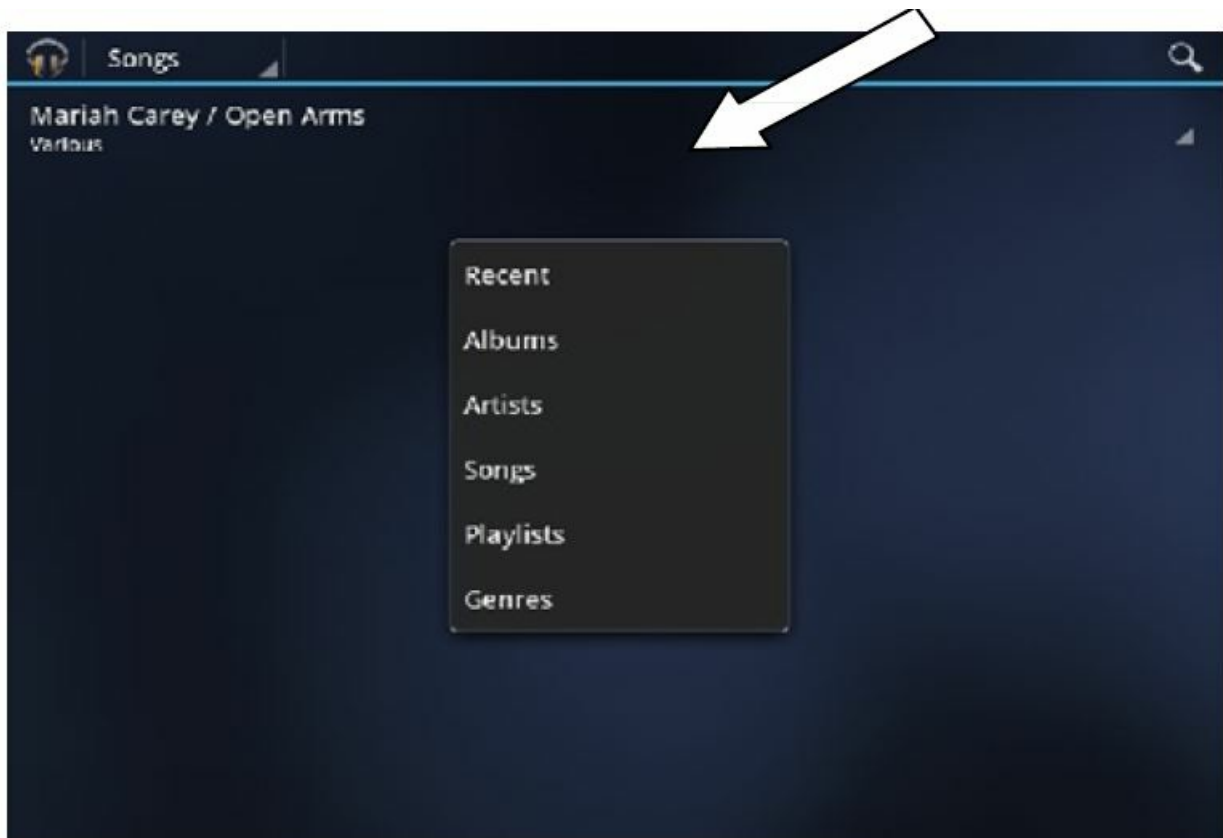 Songs
Mariah Carey / Open Arms
Various
Recent
Albums
Artists
Songs
Playlists
Genres